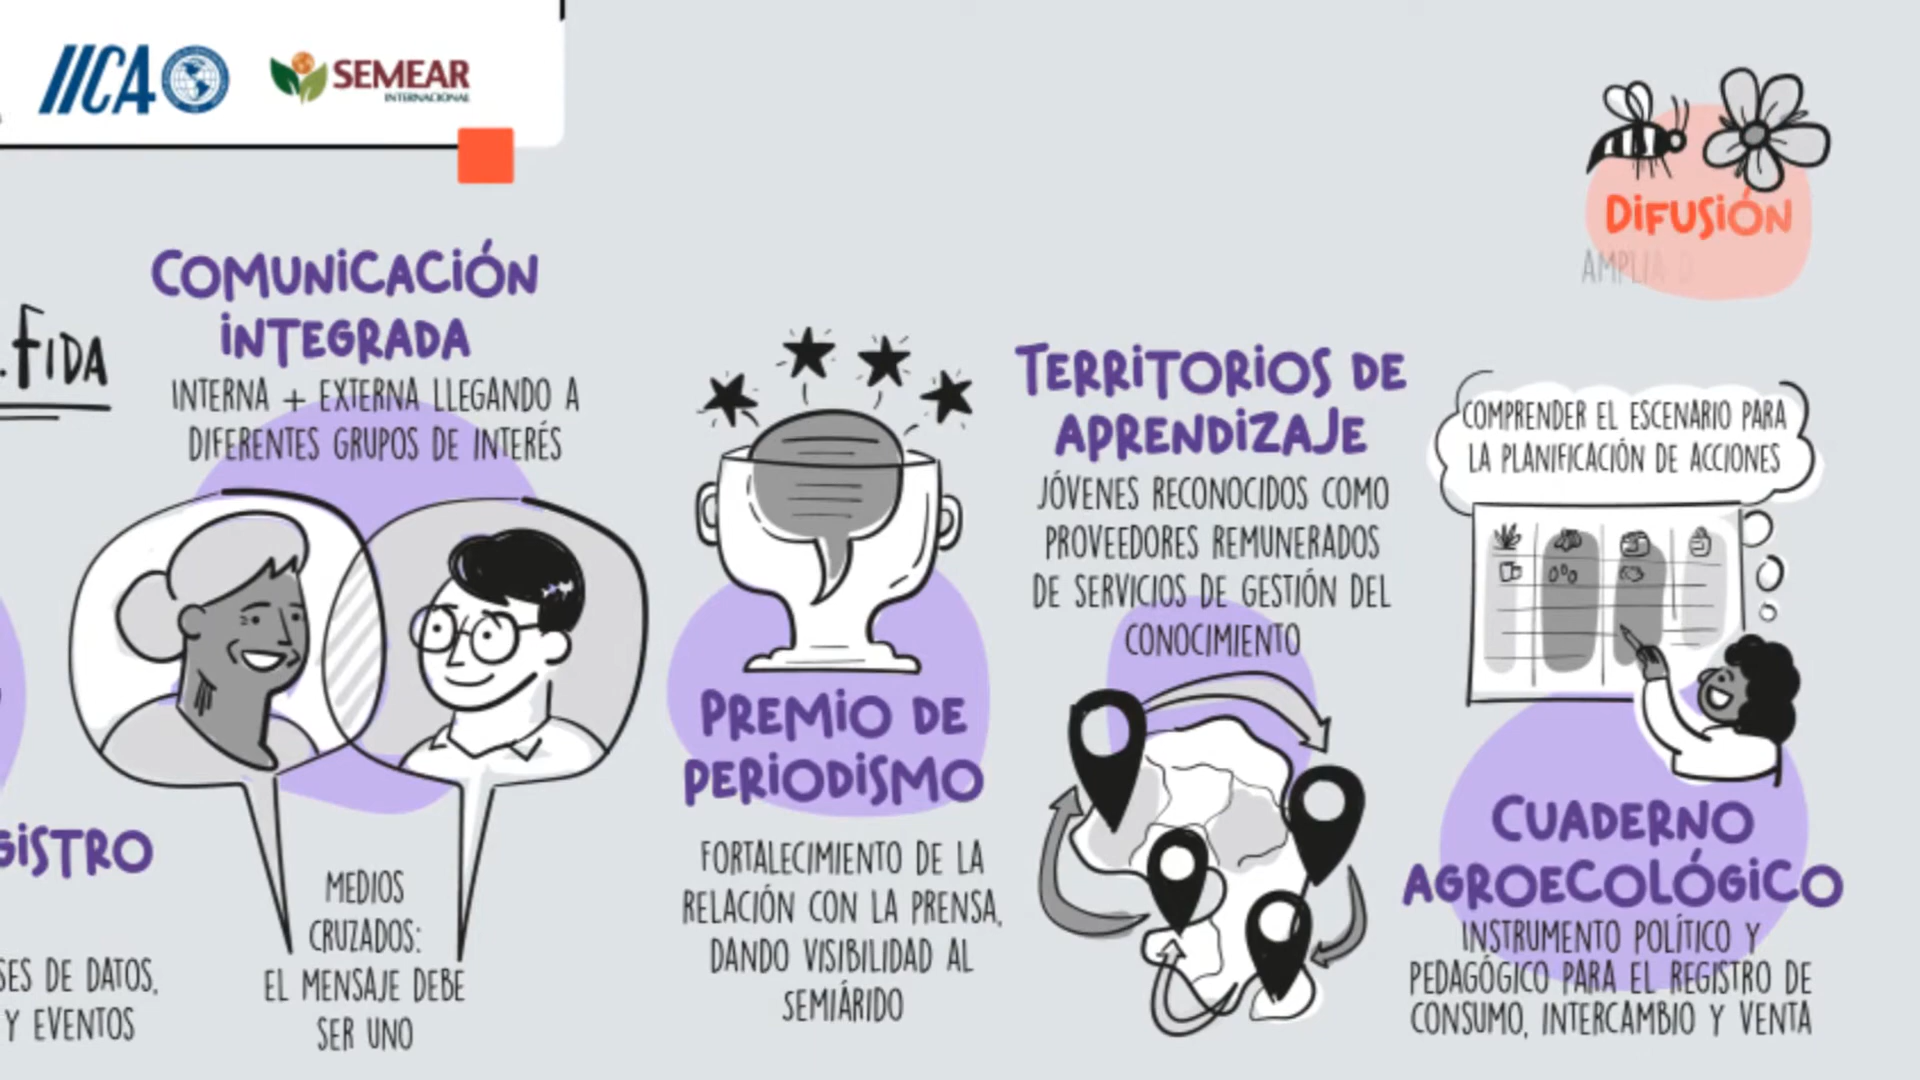 IICA
SEMEAR
INTERNACIONAL
DIFUSIÓN
AMPLIA
.FIDA
COMUNICACIÓN
INTEGRADA
INTERNA + EXTERNA LLEGANDO A
DIFERENTES GRUPOS DE INTERÉS
MEDIOS
CRUZADOS:
EL MENSAJE DEBE
SER UNO
GISTRO
SES DE DATOS,
Y EVENTOS
PREMIO DE
PERIODISMO
FORTALECIMIENTO DE LA
RELACIÓN CON LA PRENSA,
DANDO VISIBILIDAD AL
SEMIÁRIDO
TERRITORIOS DE
APRENDIZAJE
JÓVENES RECONOCIDOS COMO
PROVEEDORES REMUNERADOS
DE SERVICIOS DE GESTIÓN DEL
CONOCIMIENTO
COMPRENDER EL ESCENARIO PARA
LA PLANIFICACIÓN DE ACCIONES
CUADERNO
AGROECOLÓGICO
INSTRUMENTO POLÍTICO Y
PEDAGÓGICO PARA EL REGISTRO DE
CONSUMO, INTERCAMBIO Y VENTA